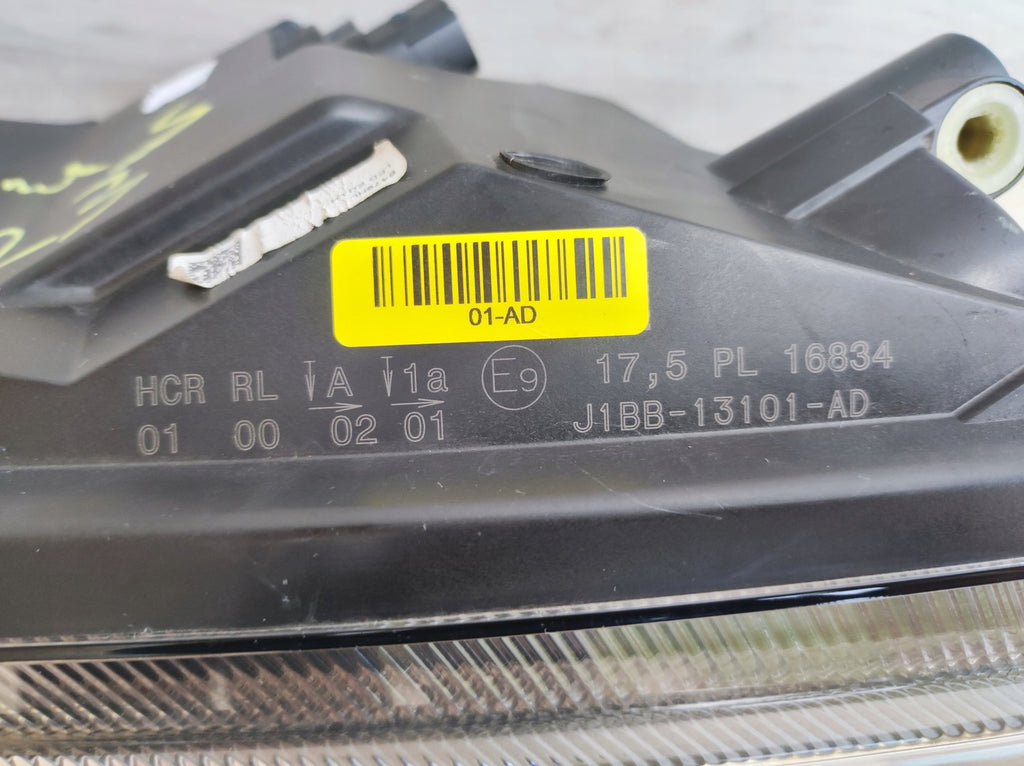 01-AD
HCR RL A 1a E9 17,5 PL 16834
01 00 02 01 J1BB-13101-AD